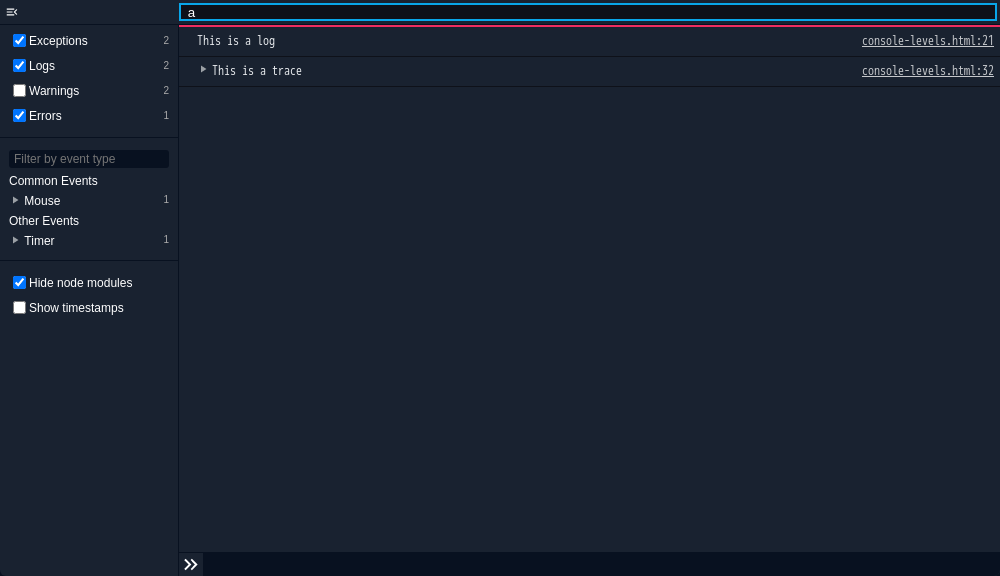 a
Exceptions 2
Logs 2
Warnings 2
Errors 1
Filter by event type
Common Events
Mouse 1
Other Events
Timer 1
Hide node modules
Show timestamps
This is a log console-levels.html:21
This is a trace console-levels.html:32